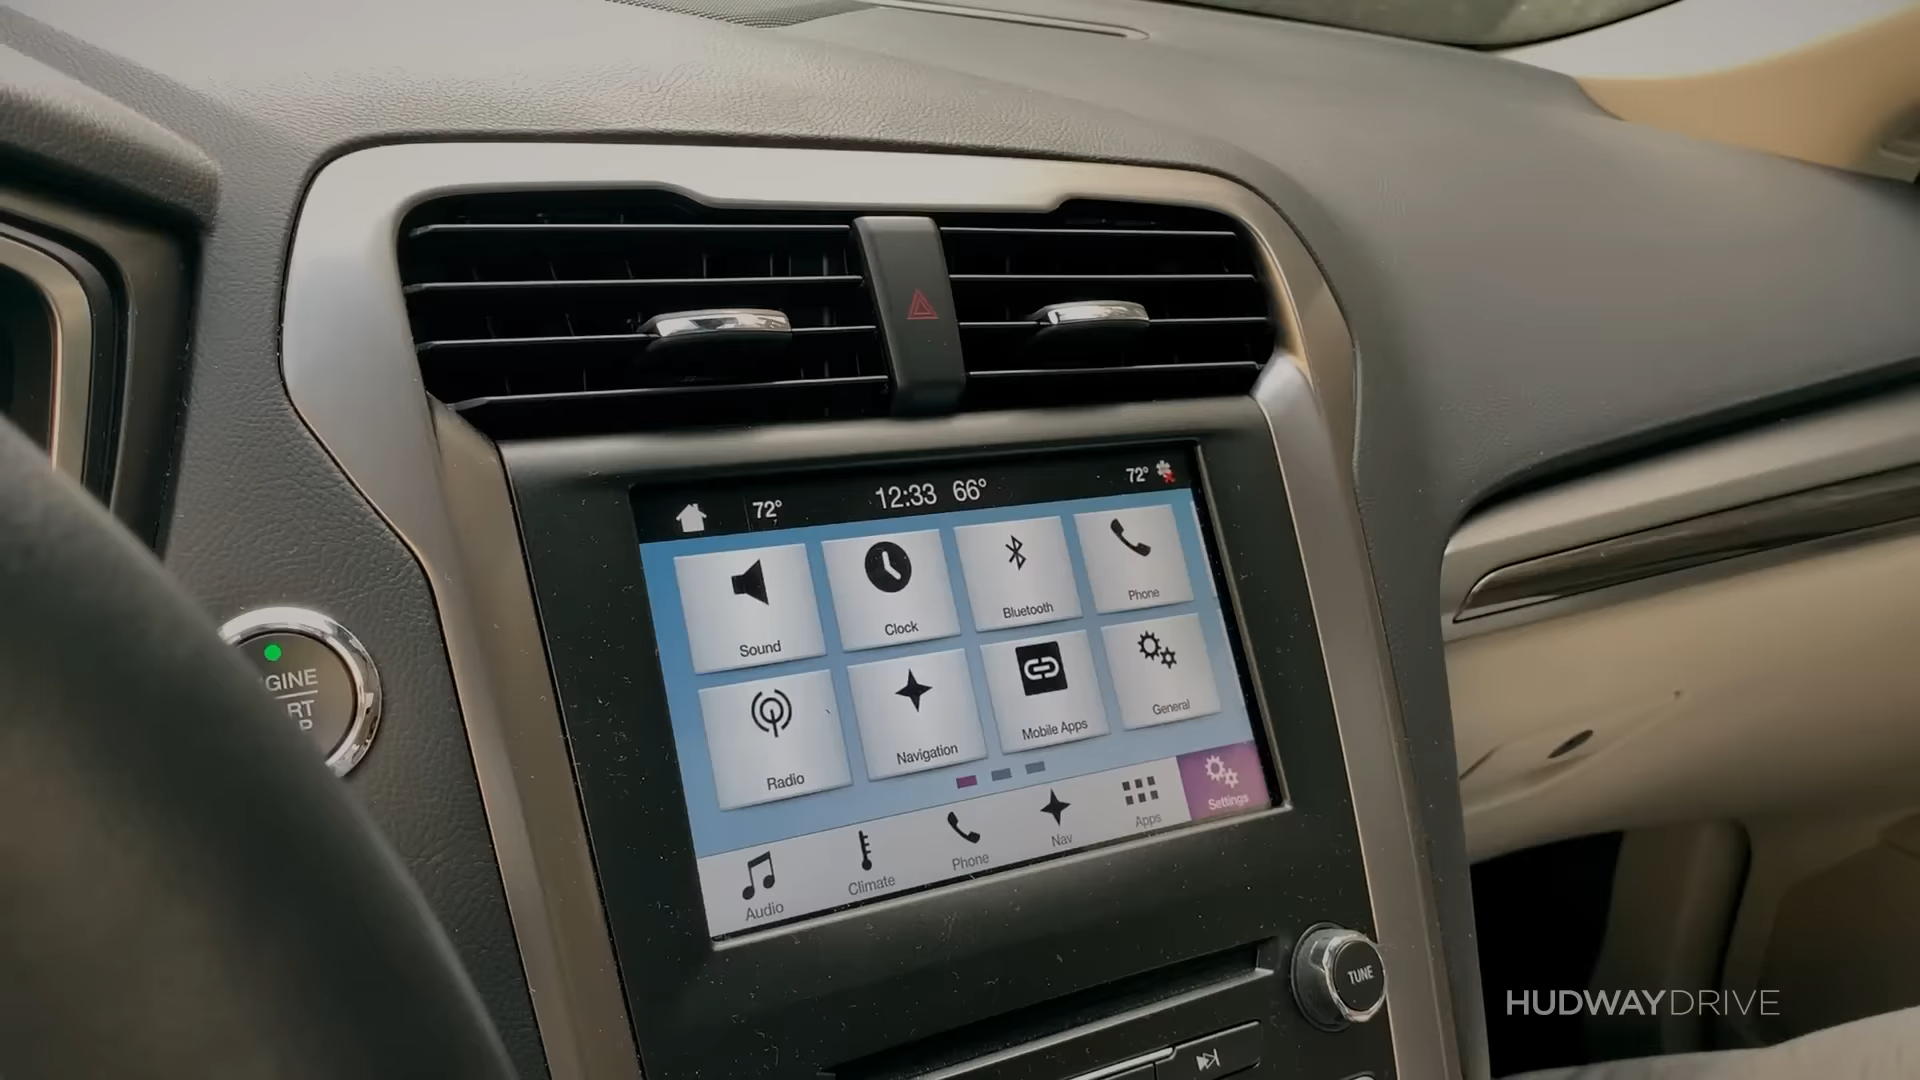 72° 12:33 66° 72°
Sound Clock Bluetooth Phone
Radio Navigation Mobile Apps General
Audio Climate Phone Nav Apps Settings
GINE
RT
P
TUNE
HUDWAYDRIVE